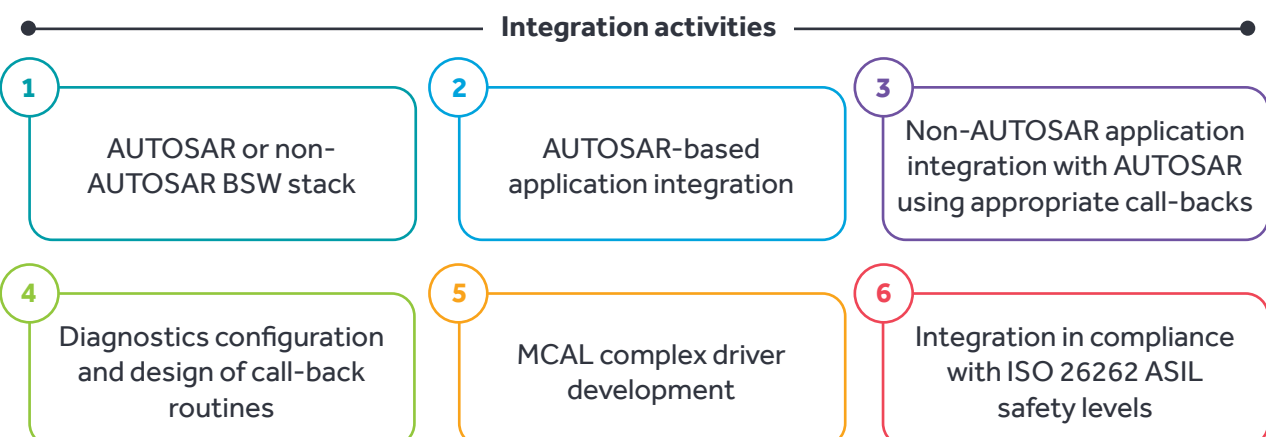 Integration activities
1
AUTOSAR or non-
AUTOSAR BSW stack
2
AUTOSAR-based
application integration
3
Non-AUTOSAR application
integration with AUTOSAR
using appropriate call-backs
4
Diagnostics configuration
and design of call-back
routines
5
MCAL complex driver
development
6
Integration in compliance
with ISO 26262 ASIL
safety levels